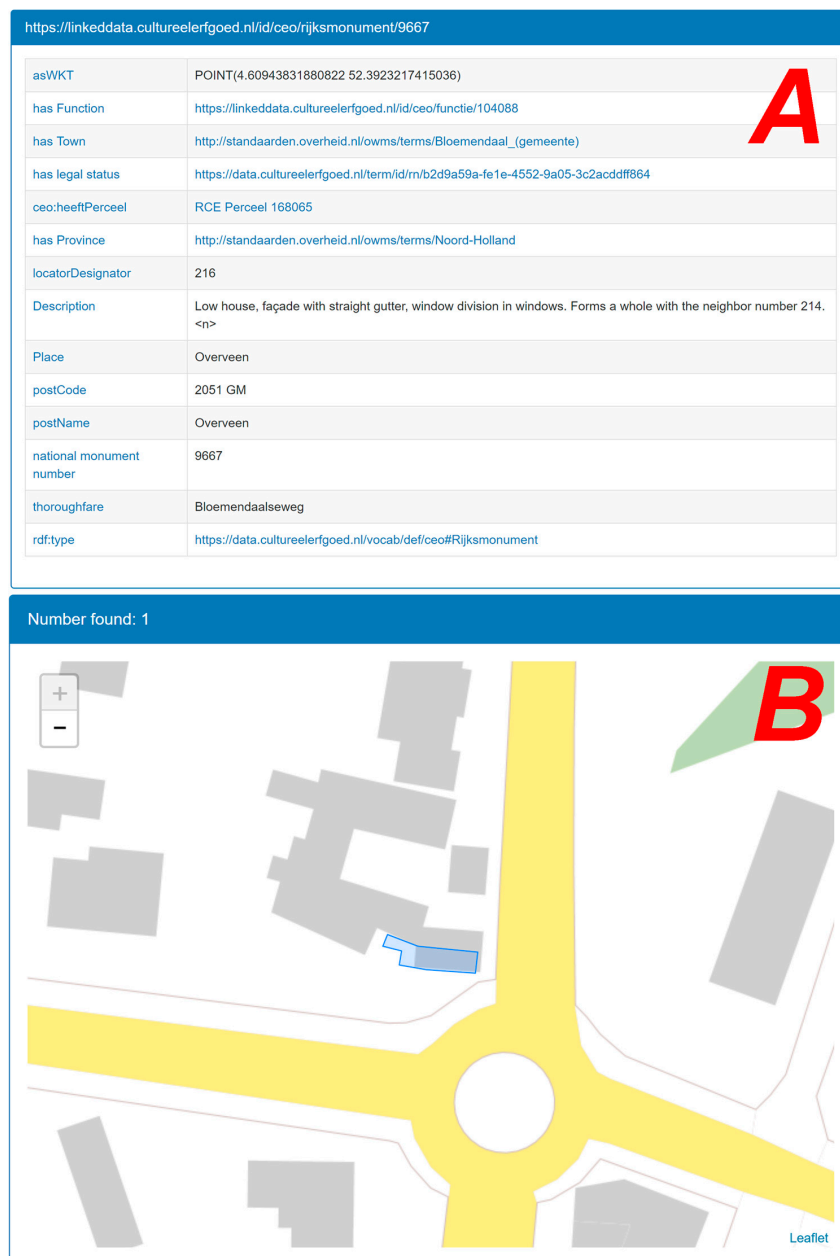 https://linkeddata.cultureelerfgoed.nl/id/ceo/rijksmonument/9667
A
asWKT POINT(4.60943831880822 52.3923217415036)
has Function https://linkeddata.cultureelerfgoed.nl/id/ceo/functie/104088
has Town http://standaarden.overheid.nl/owms/terms/Bloemendaal_(gemeente)
has legal status https://data.cultureelerfgoed.nl/term/id/rn/b2d9a59a-fe1e-4552-9a05-3c2acddff864
ceo:heeftPerceel RCE Perceel 168065
has Province http://standaarden.overheid.nl/owms/terms/Noord-Holland
locatorDesignator 216
Description Low house, façade with straight gutter, window division in windows. Forms a whole with the neighbor number 214.
<n>
Place Overveen
postCode 2051 GM
postName Overveen
national monument 9667
number
thoroughfare Bloemendaalseweg
rdf:type https://data.cultureelerfgoed.nl/vocab/def/ceo#Rijksmonument
Number found: 1
B
+
−
Leaflet